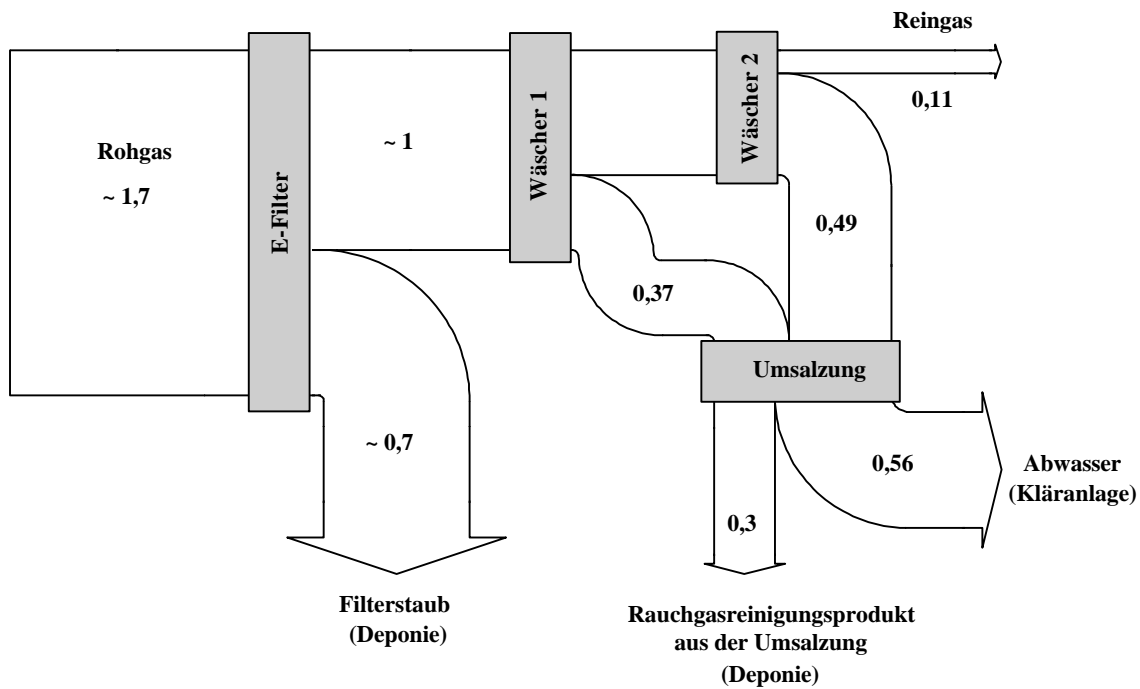 Reingas
0,11
Rohgas
~ 1,7
E-Filter
~ 1
Wäscher 1
Wäscher 2
0,49
0,37
Umsalzung
~ 0,7
0,56
Abwasser
(Kläranlage)
0,3
Filterstaub
(Deponie)
Rauchgasreinigungsprodukt
aus der Umsalzung
(Deponie)